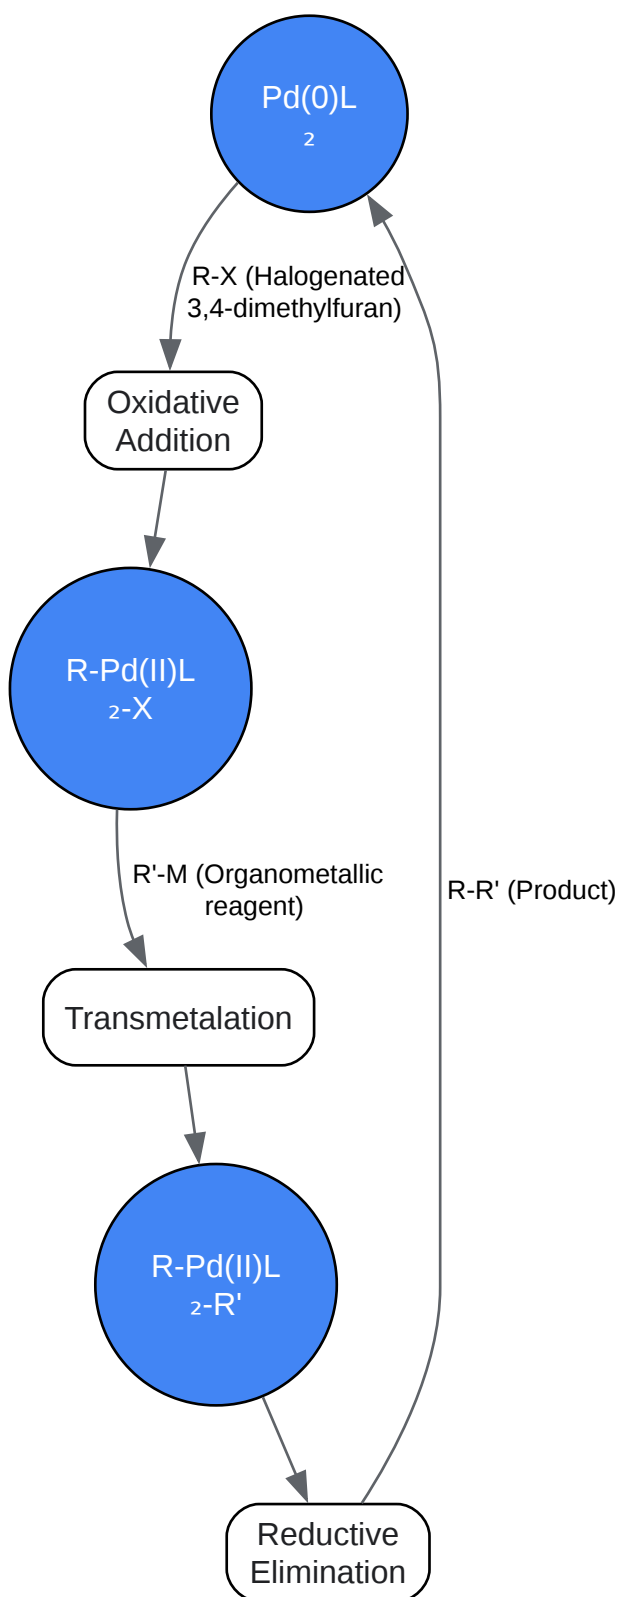 Pd(0)L
₂
R-X (Halogenated
3,4-dimethylfuran)
Oxidative
Addition
R-Pd(II)L
₂-X
R'-M (Organometallic
reagent)
R-R' (Product)
Transmetalation
R-Pd(II)L
₂-R'
Reductive
Elimination